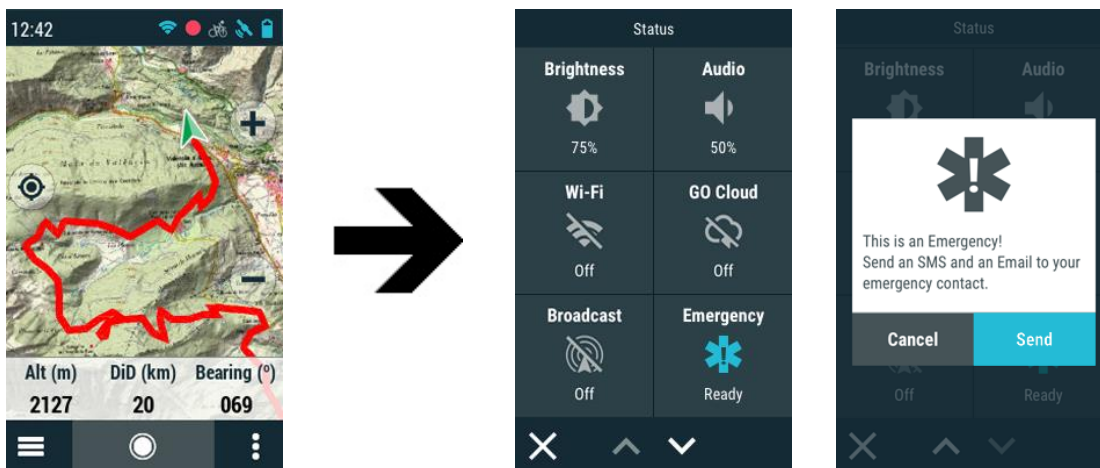 12:42
Alt (m) DiD (km) Bearing (º)
2127 20 069
Status
Brightness Audio
75% 50%
Wi-Fi GO Cloud
Off Off
Broadcast Emergency
Off Ready
Status
Brightness Audio
This is an Emergency!
Send an SMS and an Email to your
emergency contact.
Cancel Send
Off Ready